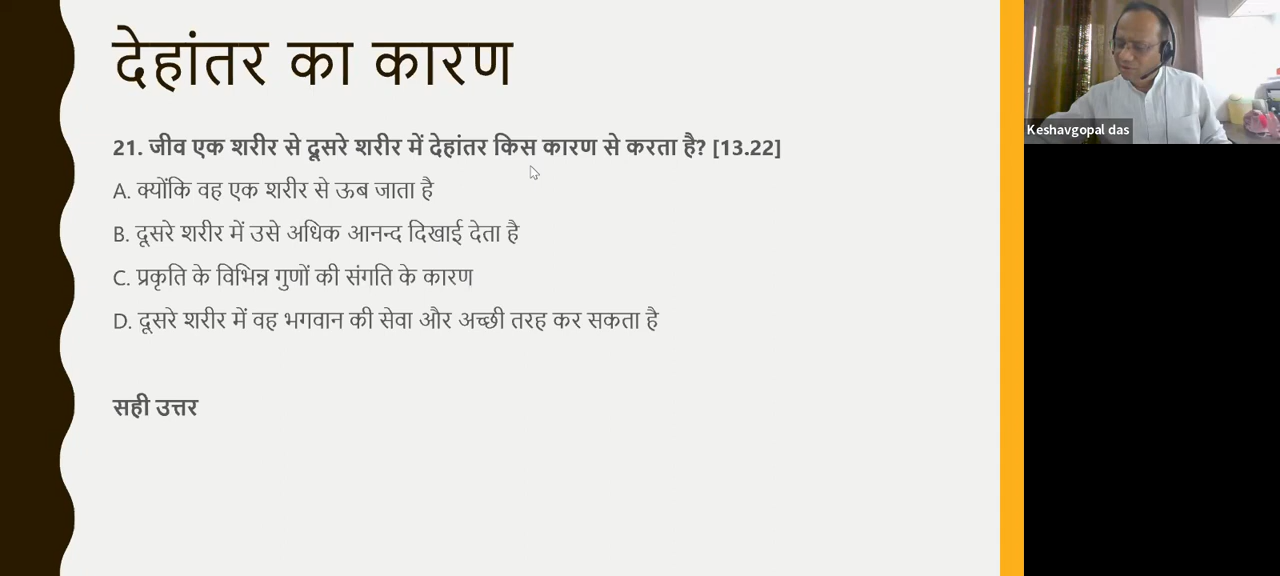 देहांतर का कारण
21. जीव एक शरीर से दूसरे शरीर में देहांतर किस कारण से करता है? [13.22]
A. क्योंकि वह एक शरीर से ऊब जाता है
B. दूसरे शरीर में उसे अधिक आनन्द दिखाई देता है
C. प्रकृति के विभिन्न गुणों की संगति के कारण
D. दूसरे शरीर में वह भगवान की सेवा और अच्छी तरह कर सकता है
सही उत्तर
Keshavgopal das